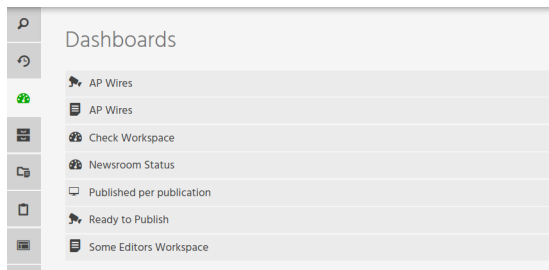 Dashboards
AP Wires
AP Wires
Check Workspace
Newsroom Status
Published per publication
Ready to Publish
Some Editors Workspace